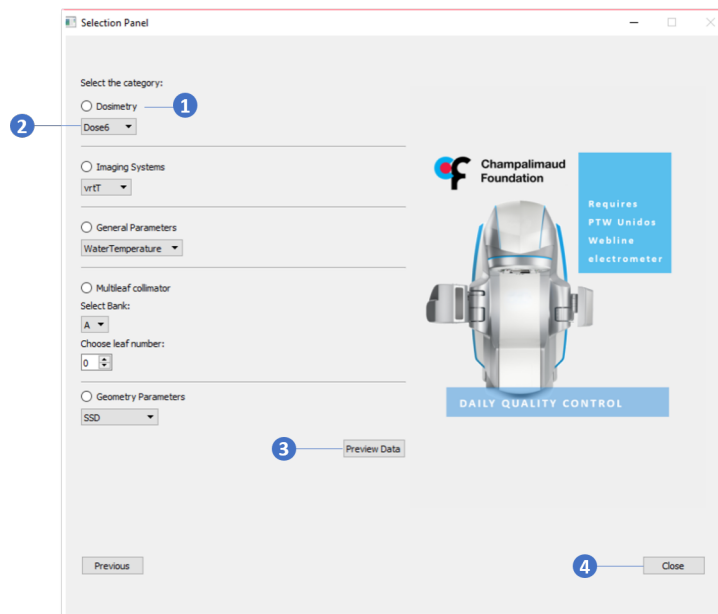 Selection Panel
Select the category:
Dosimetry
1
2
Dose6
Imaging Systems
vrtT
General Parameters
WaterTemperature
Multileaf collimator
Select Bank:
A
Choose leaf number:
0
Geometry Parameters
SSD
3
Preview Data
Champalimaud
Foundation
Requires
PTW Unidos
Webline
electrometer
DAILY QUALITY CONTROL
Previous
4
Close